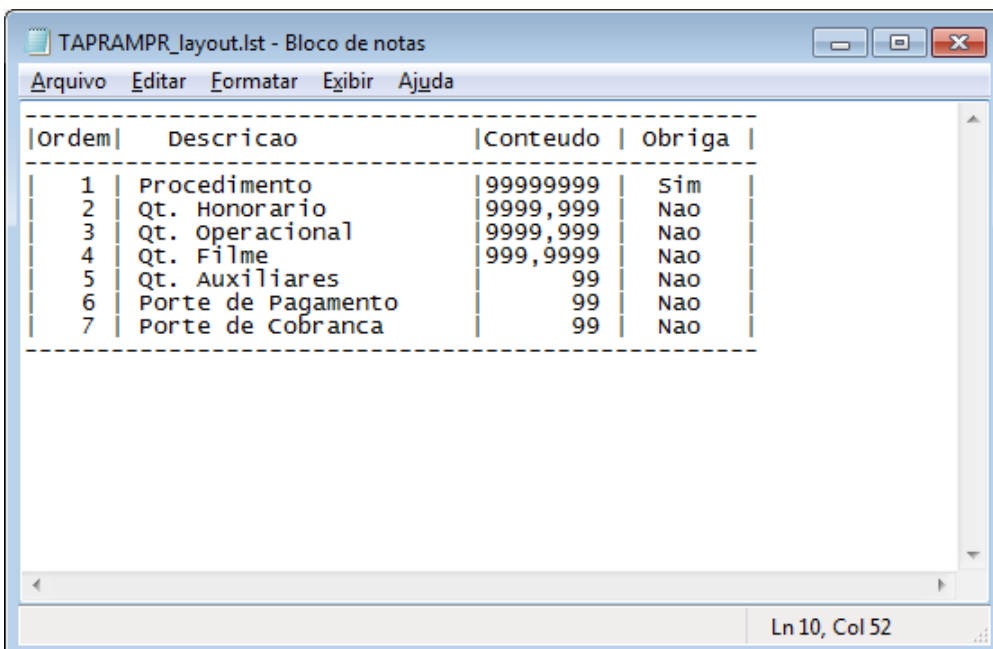 TAPRAMPR_layout.lst - Bloco de notas
Arquivo Editar Formatar Exibir Ajuda
-------------------------------------------------------
|Ordem|   Descricao             |Conteudo | Obriga |
-------------------------------------------------------
|   1 | Procedimento            |99999999 |  Sim   |
|   2 | Qt. Honorario           |9999,999 |  Nao   |
|   3 | Qt. Operacional         |9999,999 |  Nao   |
|   4 | Qt. Filme               |999,9999 |  Nao   |
|   5 | Qt. Auxiliares          |      99 |  Nao   |
|   6 | Porte de Pagamento      |      99 |  Nao   |
|   7 | Porte de Cobranca       |      99 |  Nao   |
-------------------------------------------------------
Ln 10, Col 52